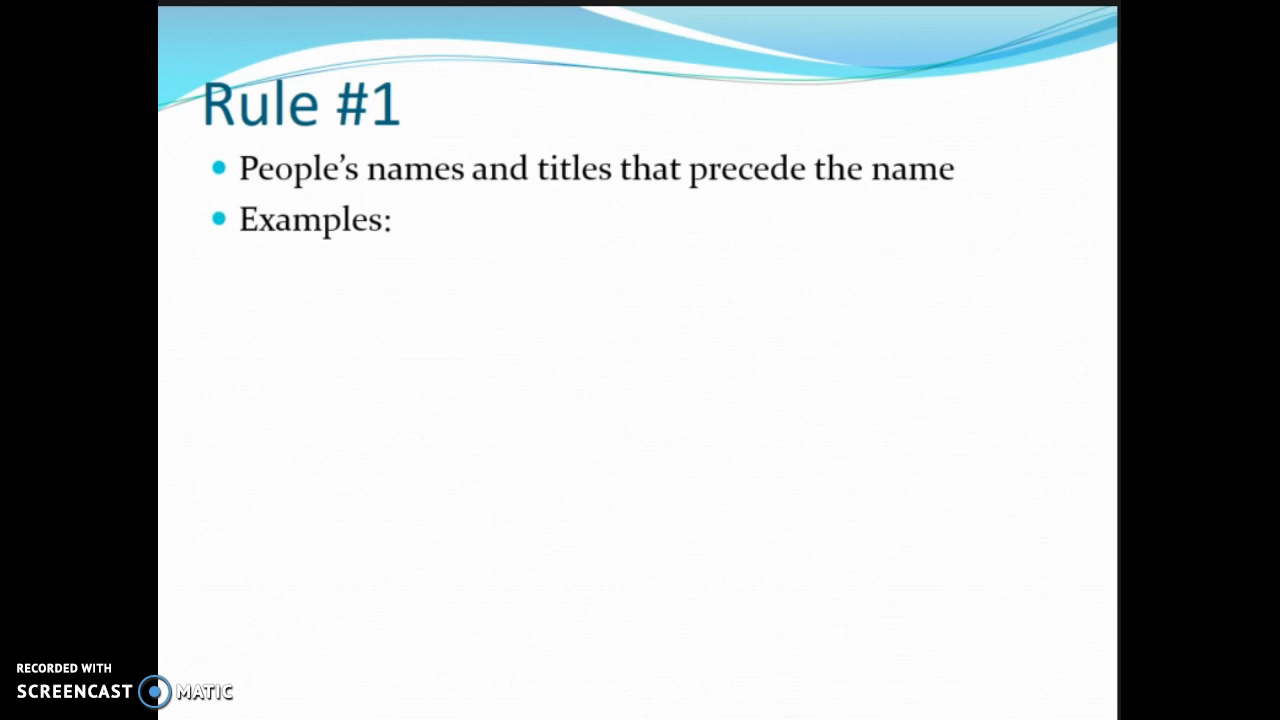 Rule #1
People's names and titles that precede the name
Examples:
RECORDED WITH
SCREENCAST MATIC